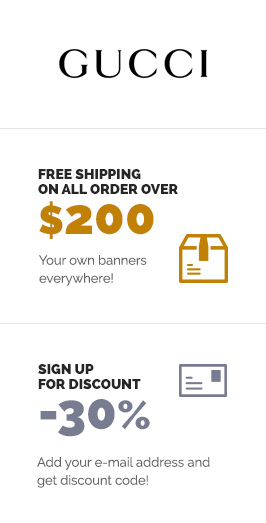 GUCCI
FREE SHIPPING
ON ALL ORDER OVER
$200
Your own banners
everywhere!
SIGN UP
FOR DISCOUNT
-30%
Add your e-mail address and
get discount code!